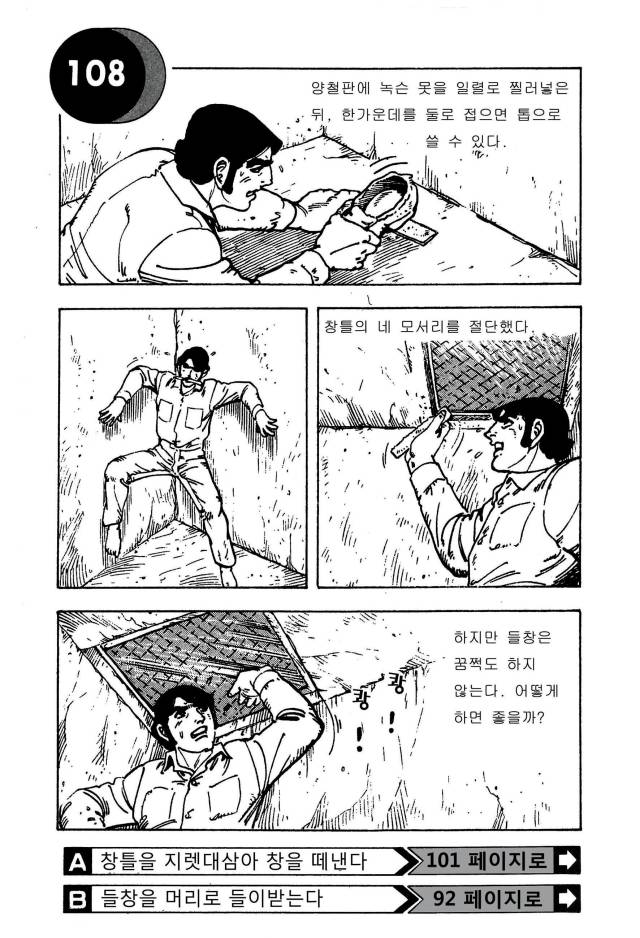 108
양철판에 녹슨 못을 일렬로 찔러넣은
뒤, 한가운데를 둘로 접으면 톱으로
쓸 수 있다.
창틀의 네 모서리를 절단했다.
하지만 들창은
꿈쩍도 하지
않는다. 어떻게
하면 좋을까?
쾅
쾅
!
!
A 창틀을 지렛대삼아 창을 떼낸다 101 페이지로
B 들창을 머리로 들이받는다 92 페이지로